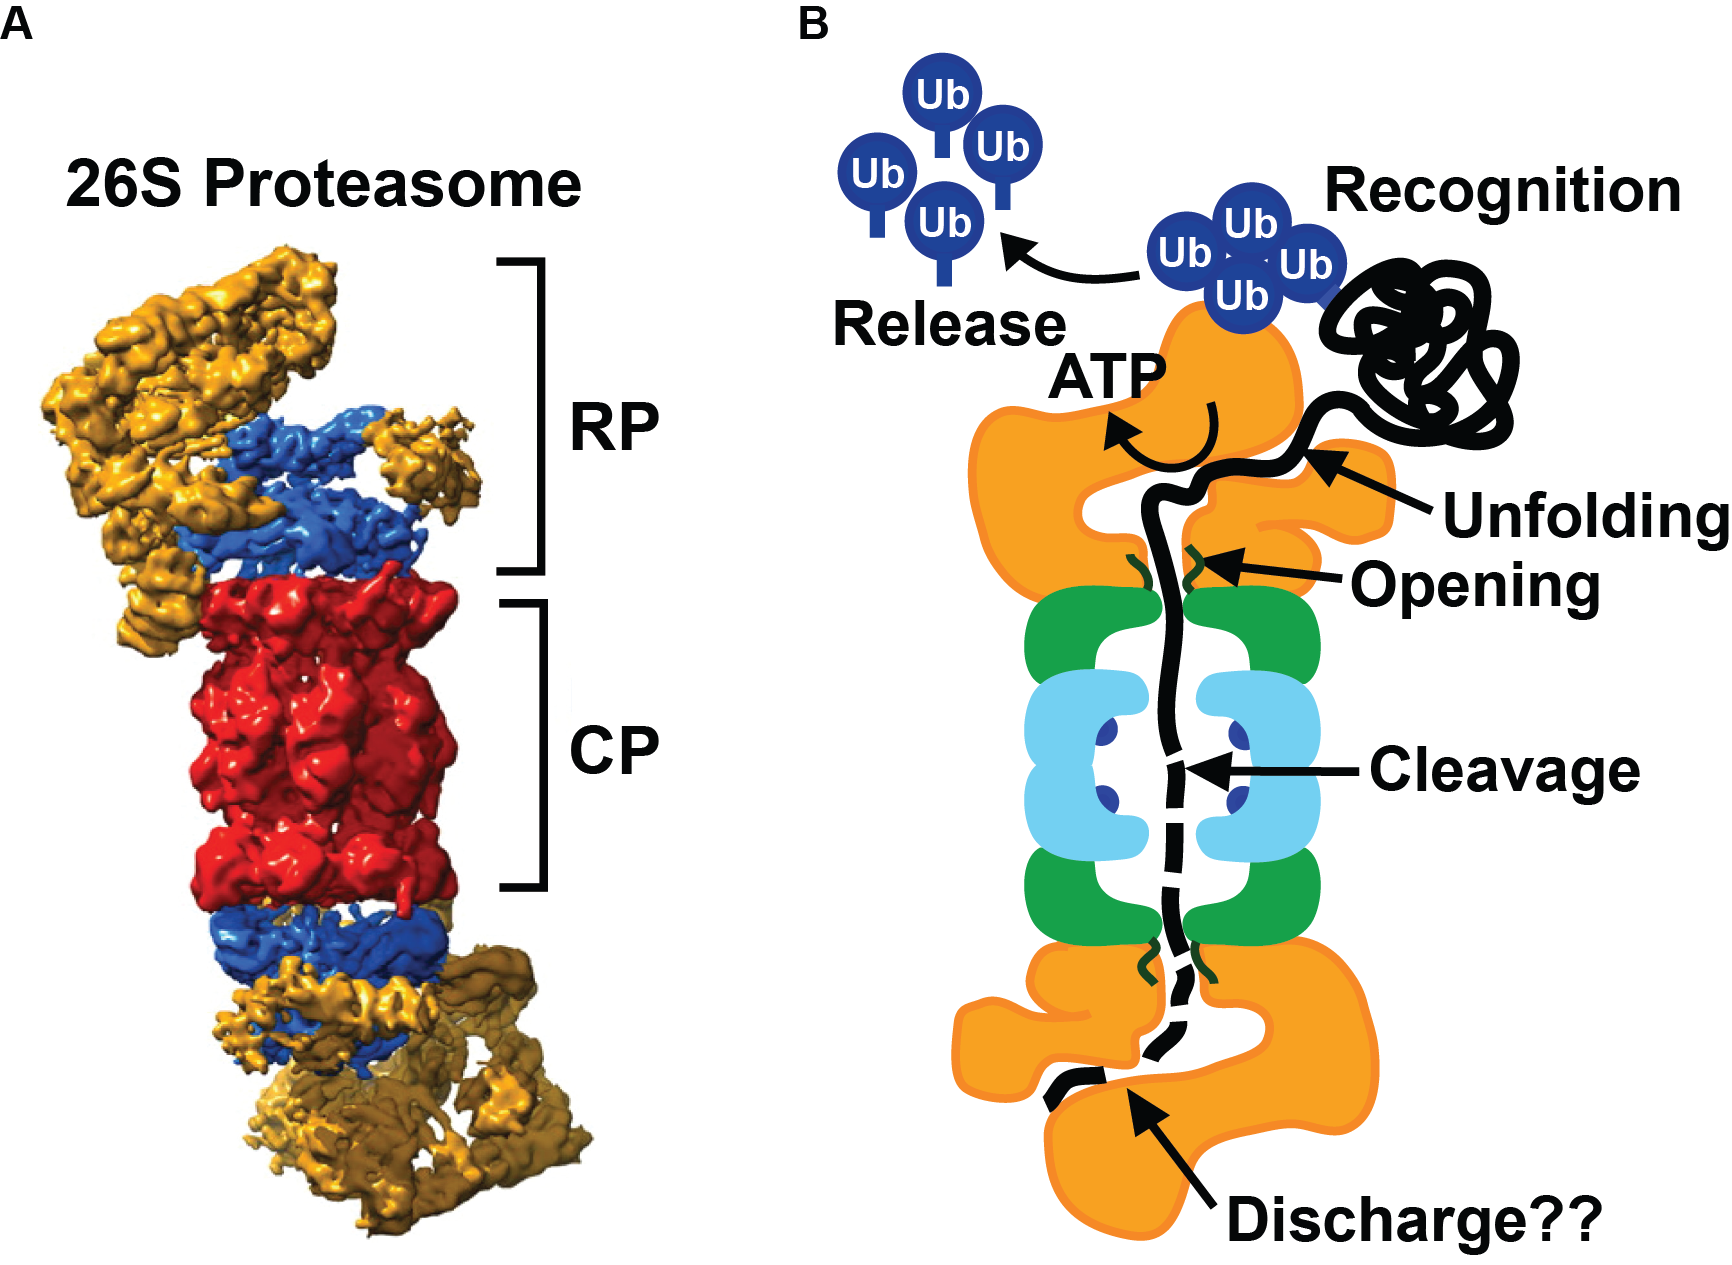 A
B
26S Proteasome
RP
CP
Ub
Ub
Ub
Ub
Release
Ub
Ub
Ub
Ub
Recognition
ATP
Unfolding
Opening
Cleavage
Discharge??